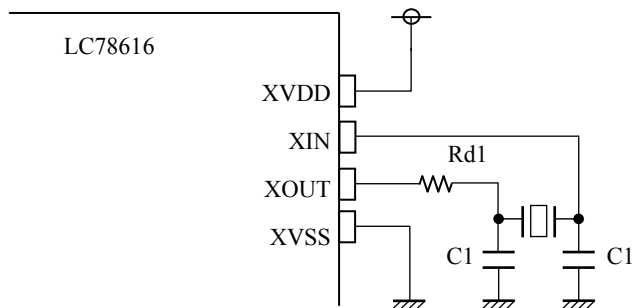 LC78616
XVDD
XIN
Rd1
XOUT
XVSS
C1
C1